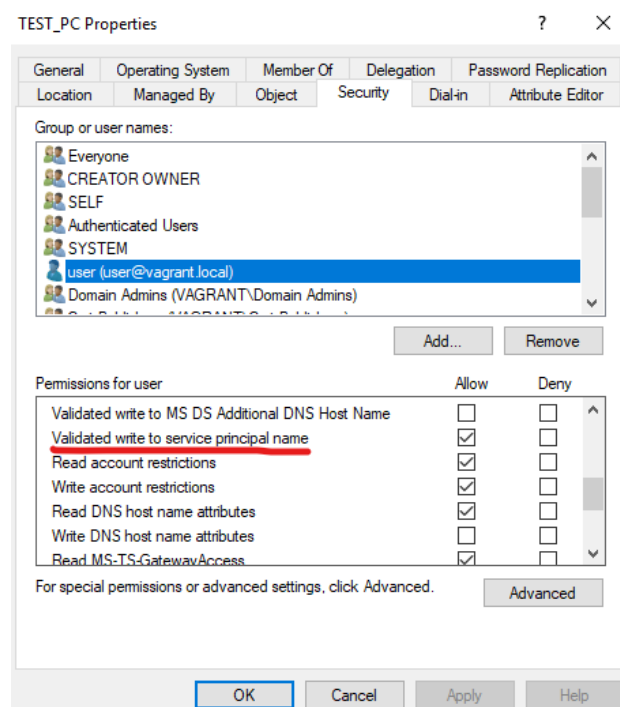 TEST_PC Properties ? ×
General Operating System Member Of Delegation Password Replication
Location Managed By Object Security Dial-in Attribute Editor
Group or user names:
Everyone
CREATOR OWNER
SELF
Authenticated Users
SYSTEM
user (user@vagrant.local)
Domain Admins (VAGRANT\Domain Admins)
Add... Remove
Permissions for user Allow Deny
Validated write to MS DS Additional DNS Host Name
Validated write to service principal name
Read account restrictions
Write account restrictions
Read DNS host name attributes
Write DNS host name attributes
Read MS-TS-GatewayAccess
For special permissions or advanced settings, click Advanced.
Advanced
OK Cancel Apply Help